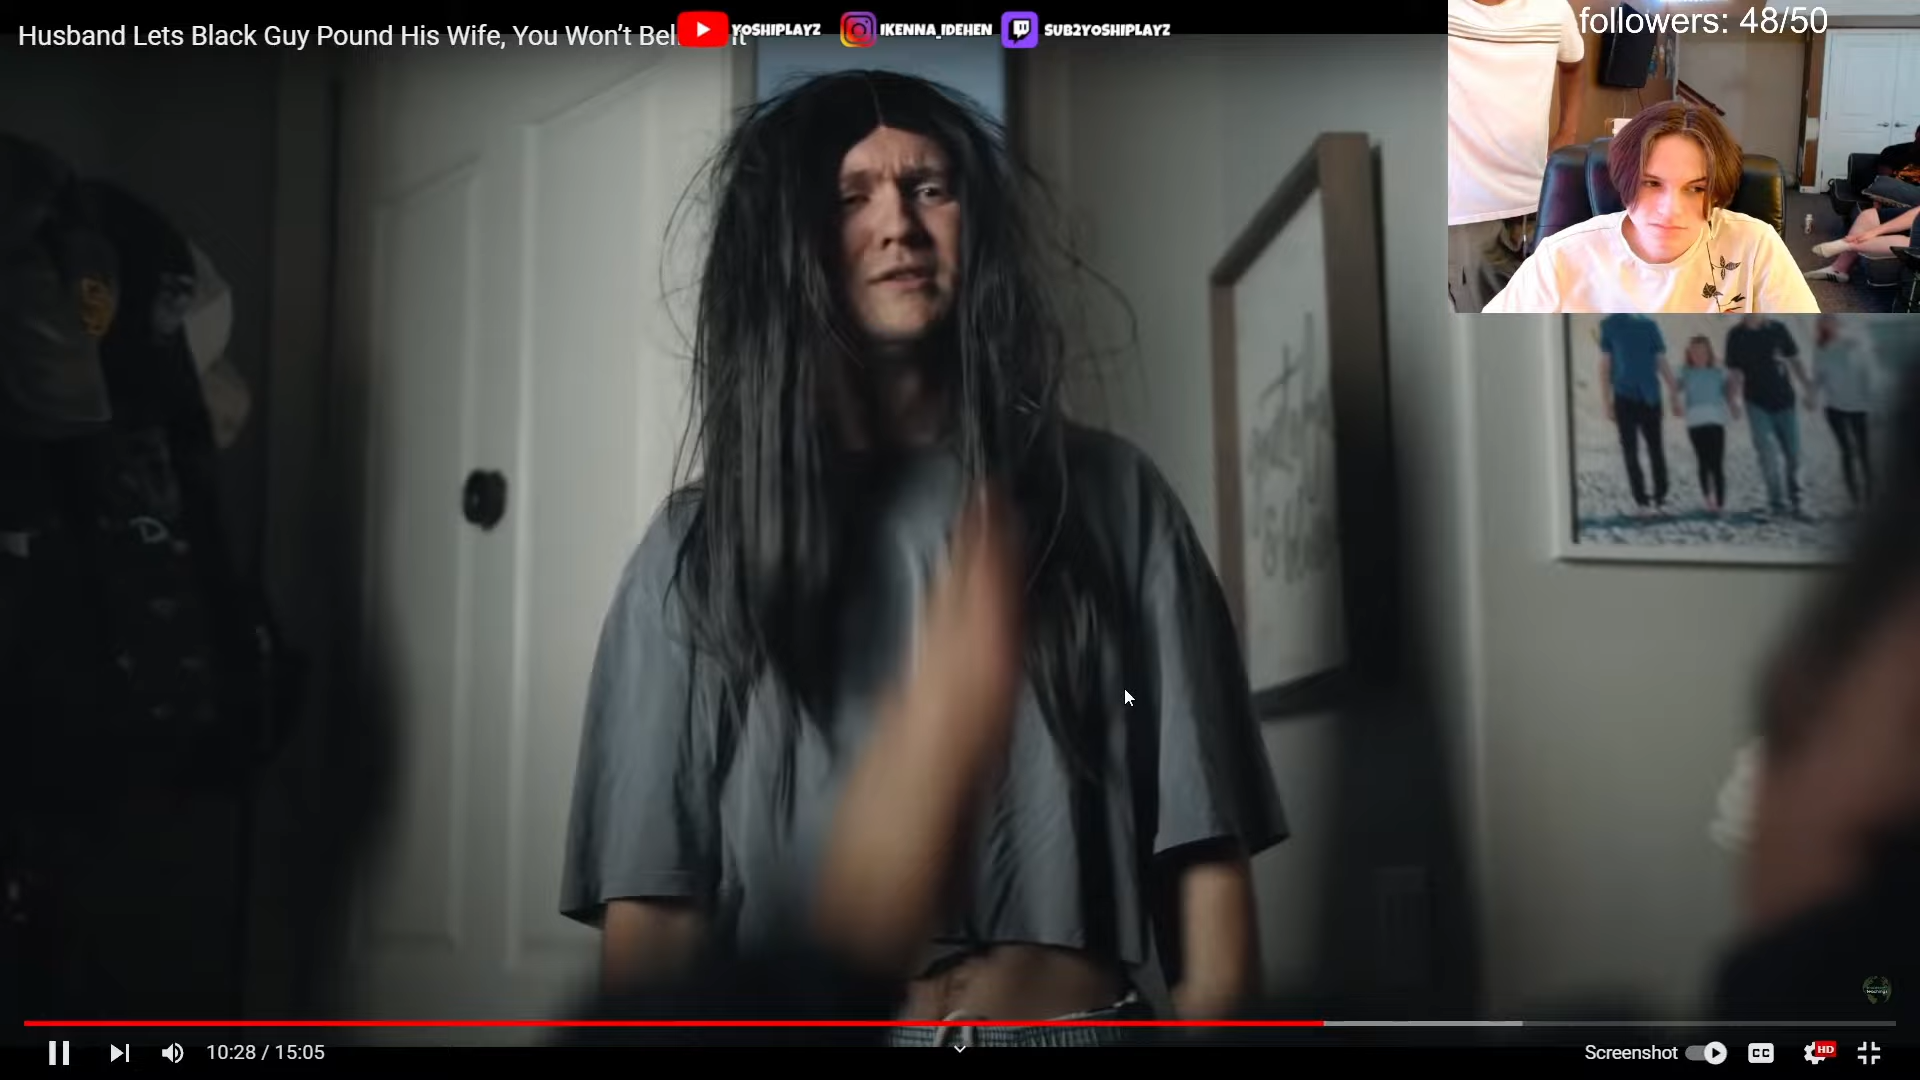 Husband Lets Black Guy Pound His Wife, You Won’t Bel
YOSHIPLAYZ
IKENNA_IDEHEN
SUB2YOSHIPLAYZ
followers: 48/50
10:28 / 15:05
Screenshot
CC
HD